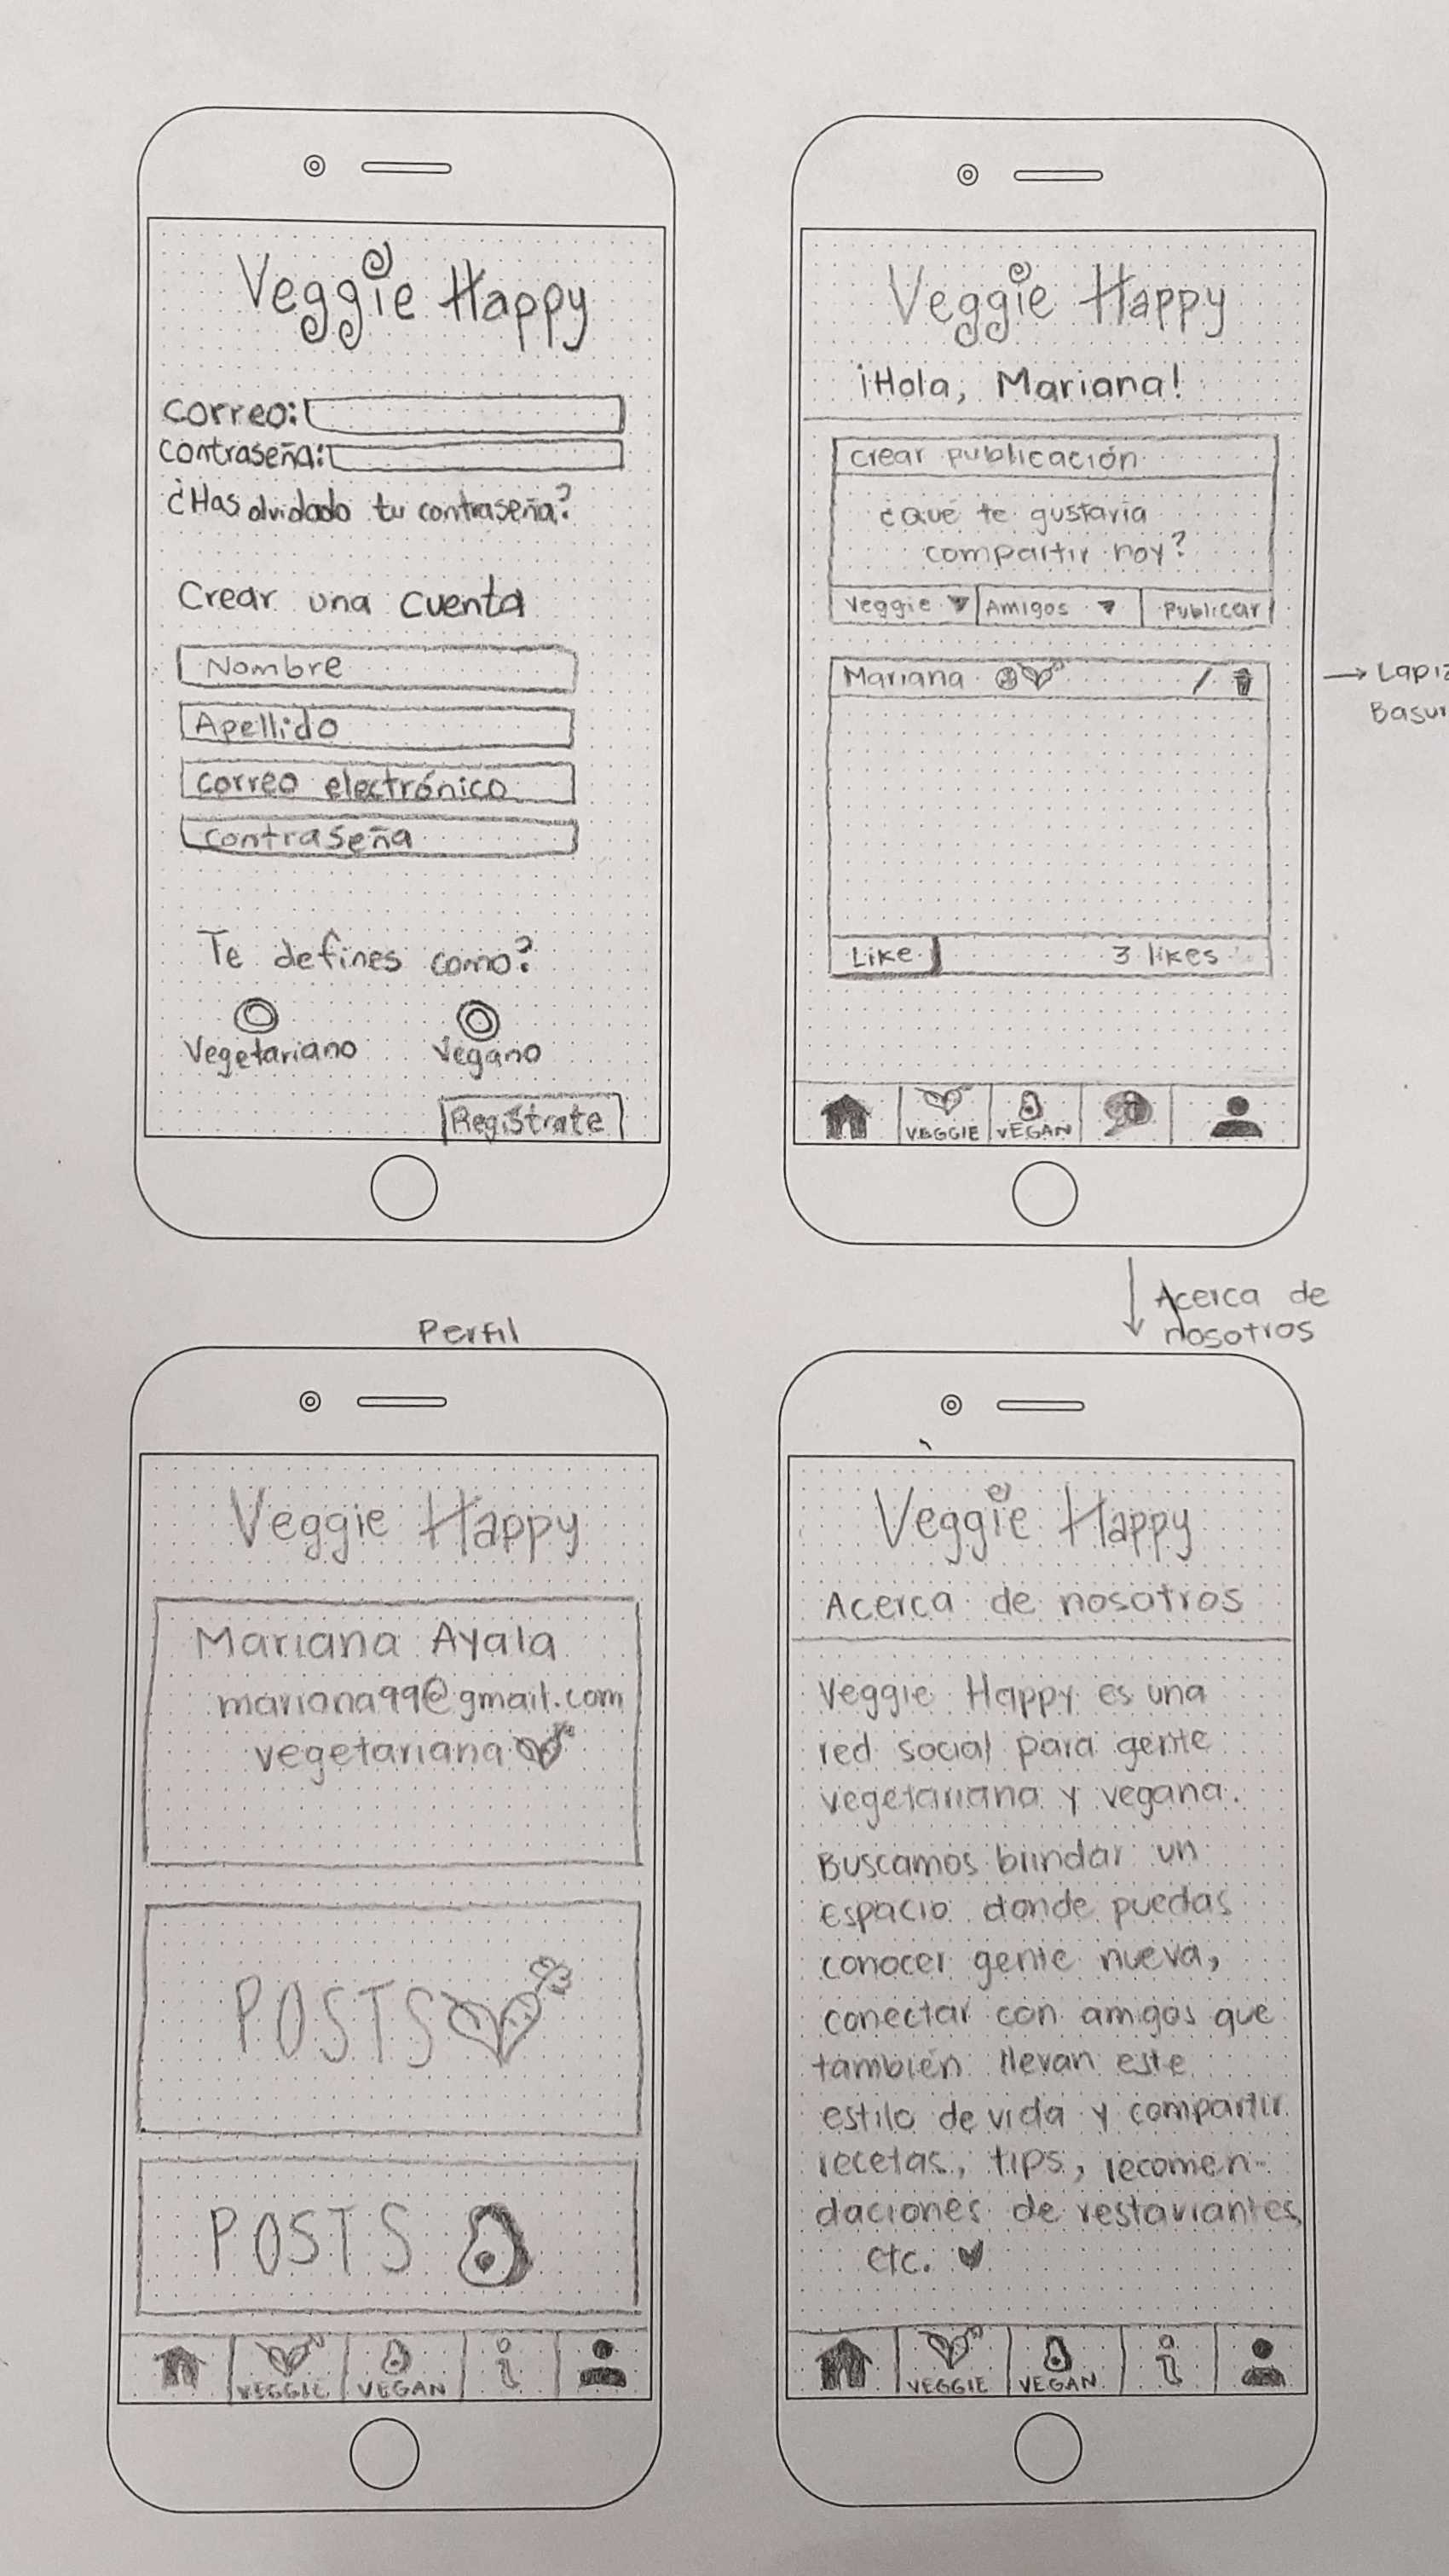 Veggie Happy
Correo:
Contraseña:
¿Has olvidado tu contraseña?
Crear una cuenta
Nombre
Apellido
correo electrónico
contraseña
Te defines como?
Vegetariano Vegano
Regístrate
Veggie Happy
¡Hola, Mariana!
crear publicación
¿Qué te gustaría
compartir hoy?
Veggie Amigos Publicar
Mariana
→ Lapiz
Basur
Like 3 likes
VEGGIE VEGAN
Acerca de
nosotros
Perfil
Veggie Happy
Mariana Ayala
mariana99@gmail.com
vegetariana
POSTS
POSTS
VEGGIE VEGAN i
Veggie Happy
Acerca de nosotros
Veggie Happy es una
red social para gente
vegetariana y vegana.
Buscamos brindar un
espacio donde puedas
conocer gente nueva,
conectar con amigos que
también llevan este
estilo de vida y compartir
recetas, tips, recomen-
daciones de restaurantes,
etc.
VEGGIE VEGAN i